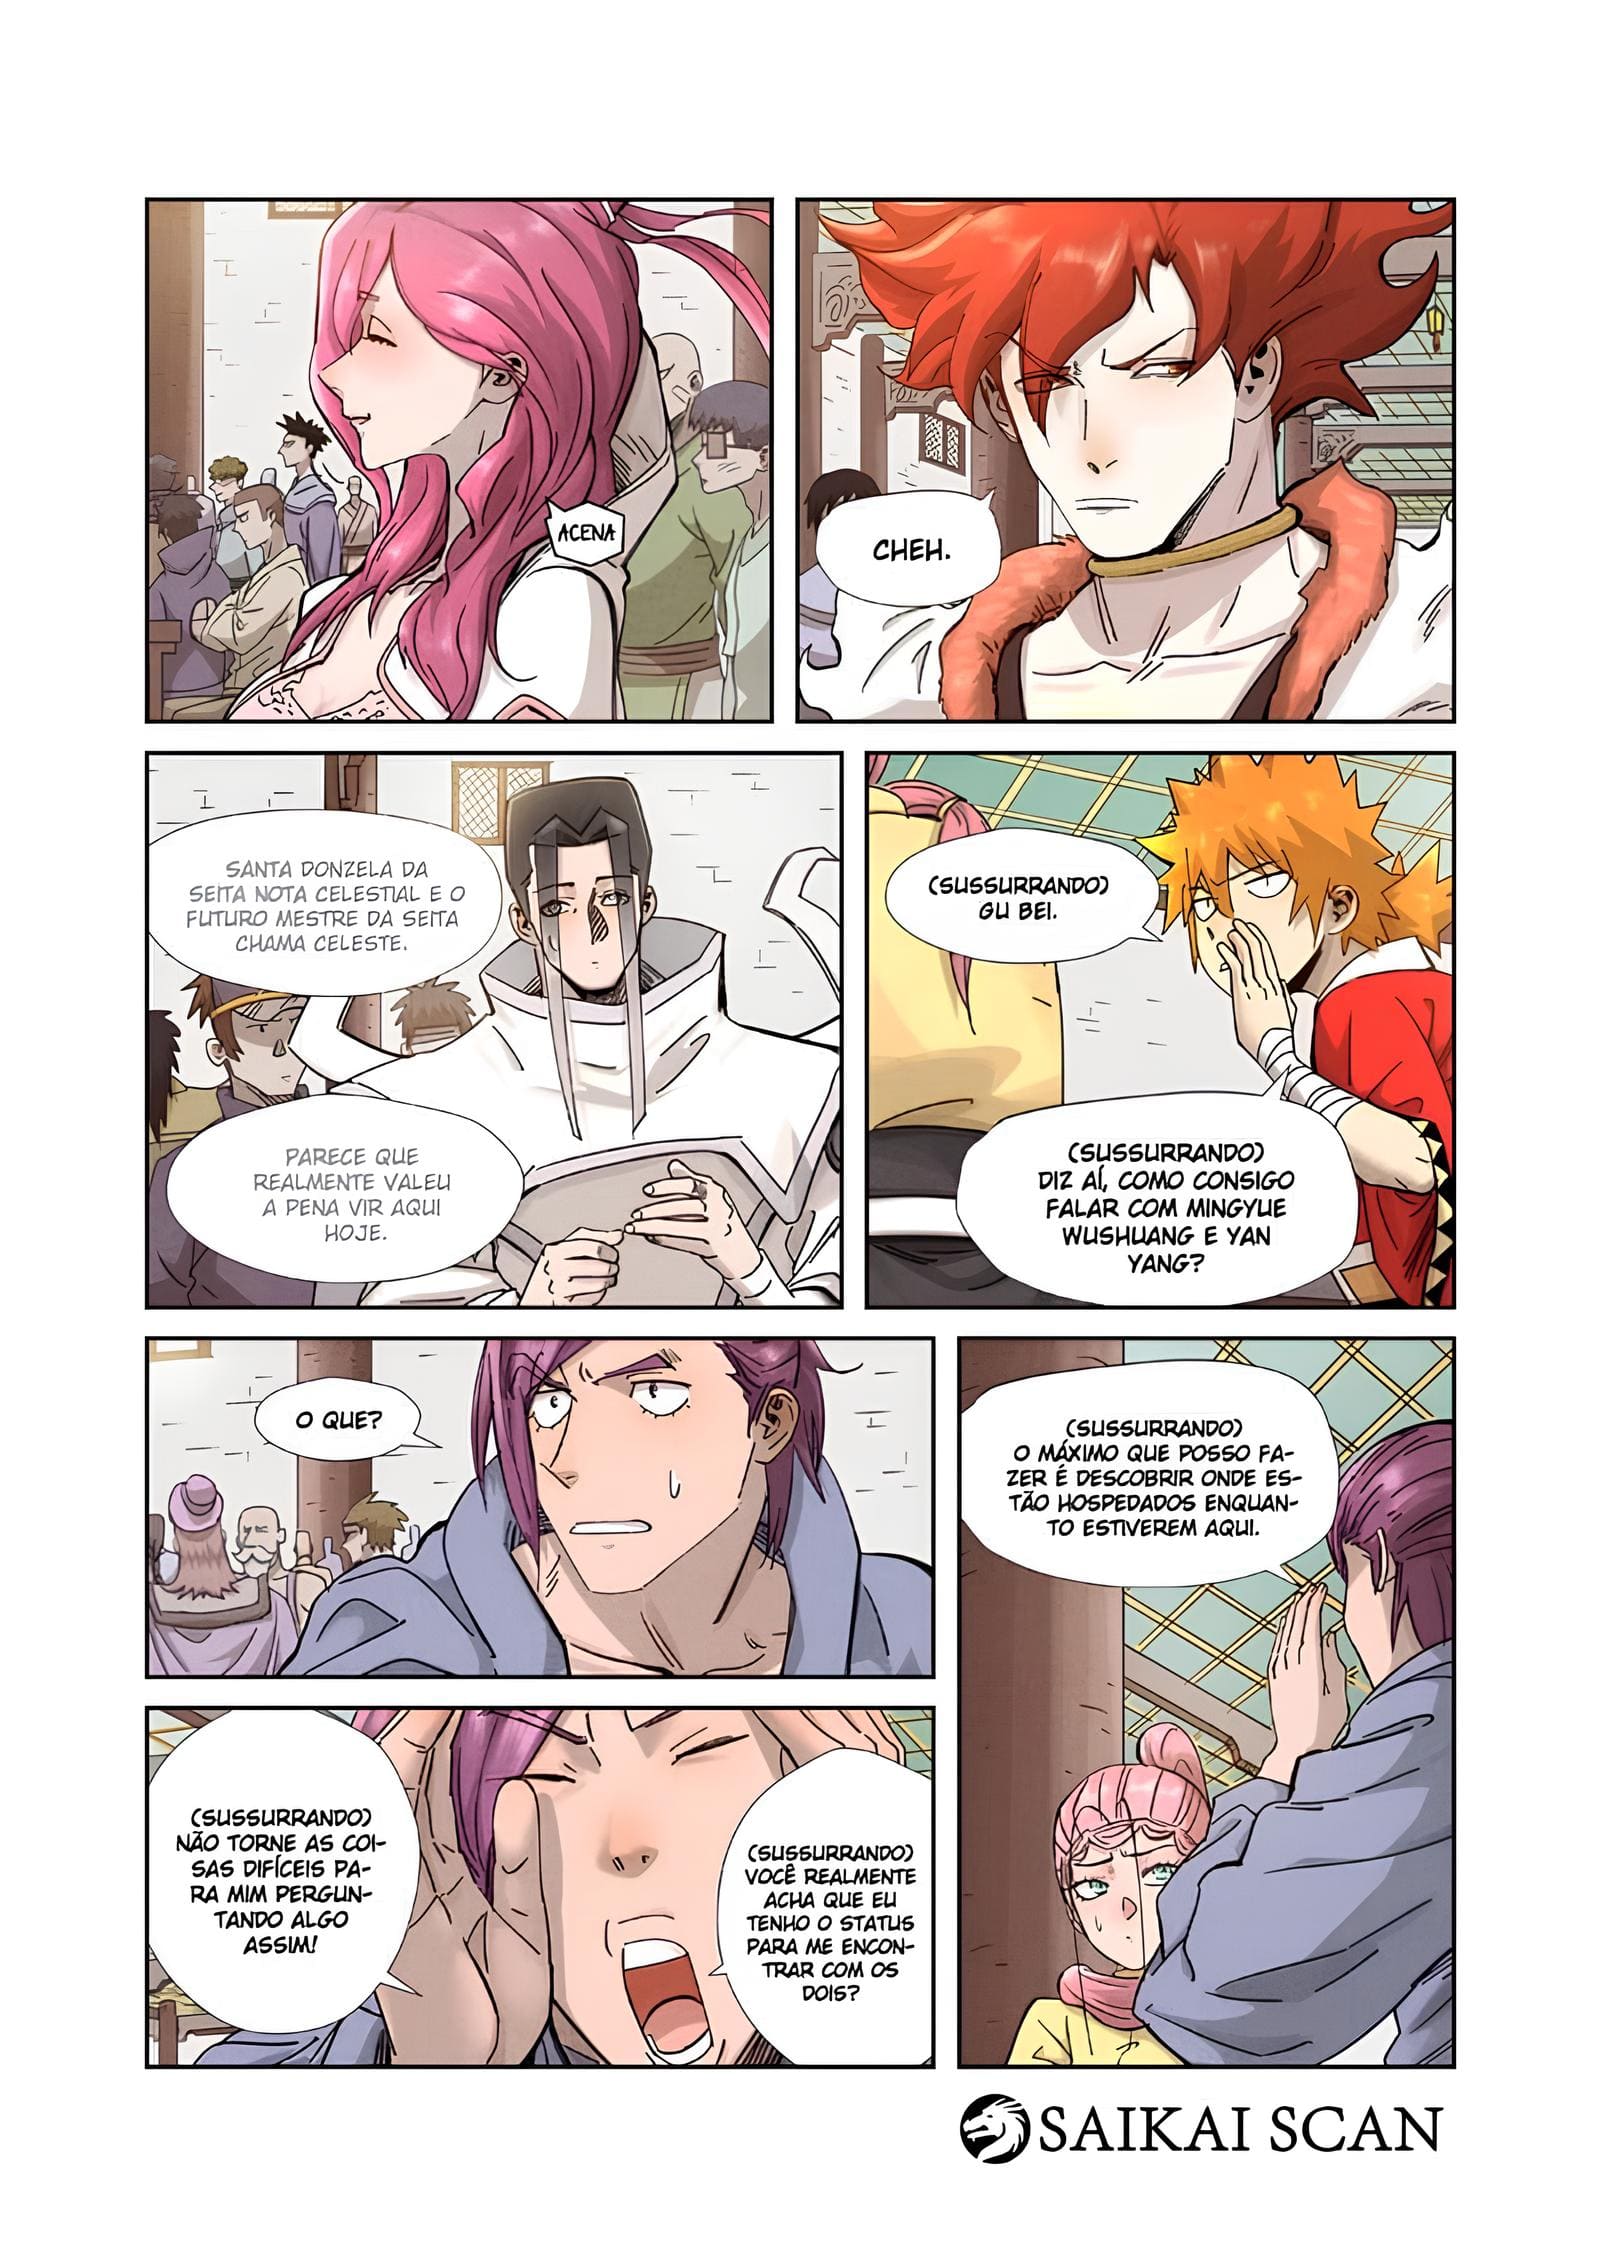 ACENA
CHEH.
SANTA DONZELA DA
SEITA NOTA CELESTIAL E O
FUTURO MESTRE DA SEITA
CHAMA CELESTE.
PARECE QUE
REALMENTE VALEU
A PENA VIR AQUI
HOJE.
(SUSSURRANDO)
GU BEI.
(SUSSURRANDO)
DIZ AÍ, COMO CONSIGO
FALAR COM MINGYUE
WUSHUANG E YAN
YANG?
O QUE?
(SUSSURRANDO)
NÃO TORNE AS COI-
SAS DIFÍCEIS PA-
RA MIM PERGUN-
TANDO ALGO
ASSIM!
(SUSSURRANDO)
VOCÊ REALMENTE
ACHA QUE EU
TENHO O STATUS
PARA ME ENCON-
TRAR COM OS
DOIS?
(SUSSURRANDO)
O MÁXIMO QUE POSSO FA-
ZER É DESCOBRIR ONDE ES-
TÃO HOSPEDADOS ENQUAN-
TO ESTIVEREM AQUI.
SAIKAI SCAN